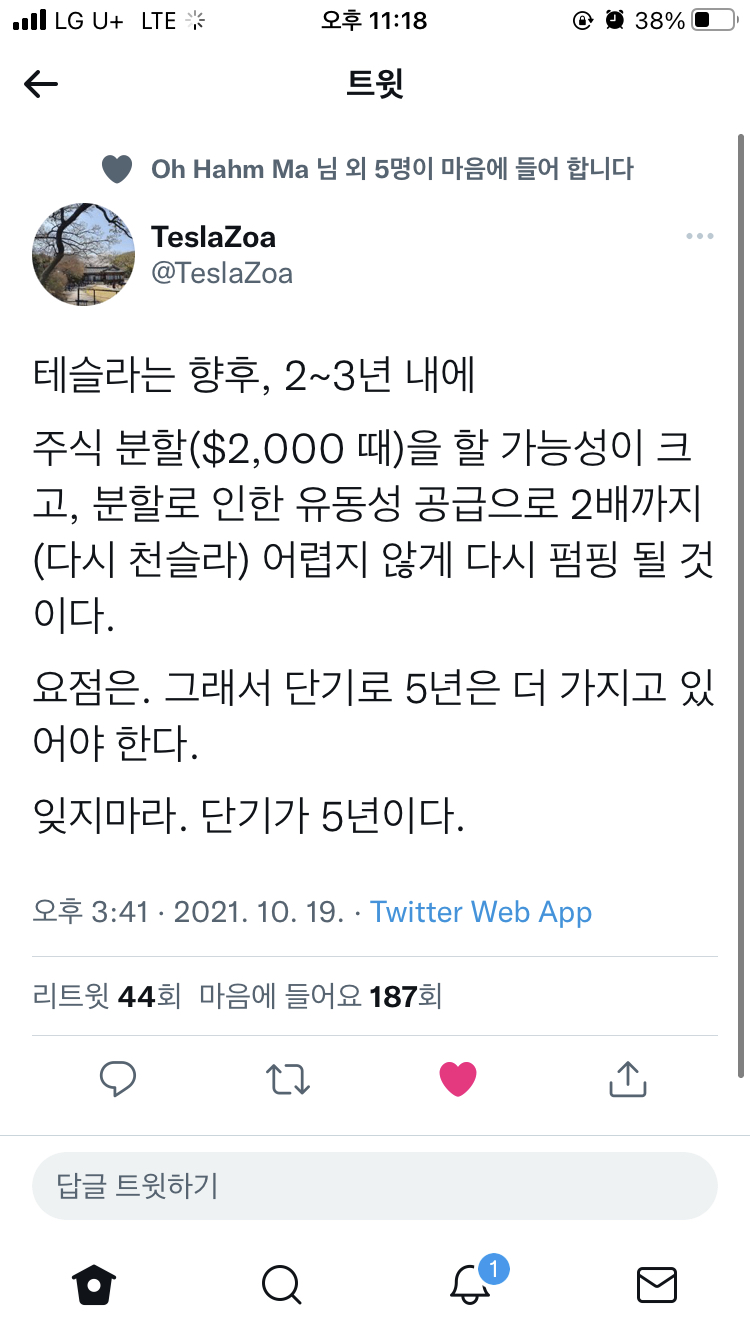 LG U+ LTE 오후 11:18 38%
트윗
Oh Hahm Ma 님 외 5명이 마음에 들어 합니다
TeslaZoa
@TeslaZoa
테슬라는 향후, 2~3년 내에
주식 분할($2,000 때)을 할 가능성이 크
고, 분할로 인한 유동성 공급으로 2배까지
(다시 천슬라) 어렵지 않게 다시 펌핑 될 것
이다.
요점은. 그래서 단기로 5년은 더 가지고 있
어야 한다.
잊지마라. 단기가 5년이다.
오후 3:41 · 2021. 10. 19. · Twitter Web App
리트윗 44회 마음에 들어요 187회
답글 트윗하기
1